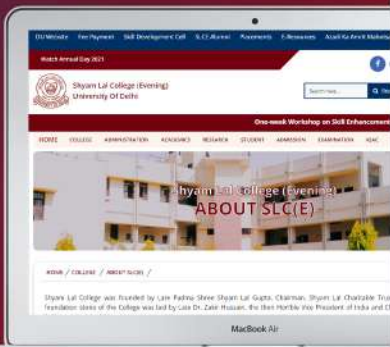 DU Website Fee Payment Skill Development Cell SLCE Alumni Placements E-Resources Azadi Ka Amrit Mahotsav
Watch Annual Day 2021
Shyam Lal College (Evening)
University Of Delhi
Search
One-week Workshop on Skill Enhancement
HOME COLLEGE ADMINISTRATION ACADEMICS RESEARCH STUDENT ADMISSION EXAMINATION IQAC
Shyam Lal College (Evening)
ABOUT SLC(E)
HOME / COLLEGE / ABOUT SLC(E) /
Shyam Lal College was founded by Late Padma Shree Shyam Lal Gupta, Chairman, Shyam Lal Charitable Trus
foundation stone of the College was laid by Late Dr. Zakir Hussain, the then Hon'ble Vice President of India and C
MacBook Air